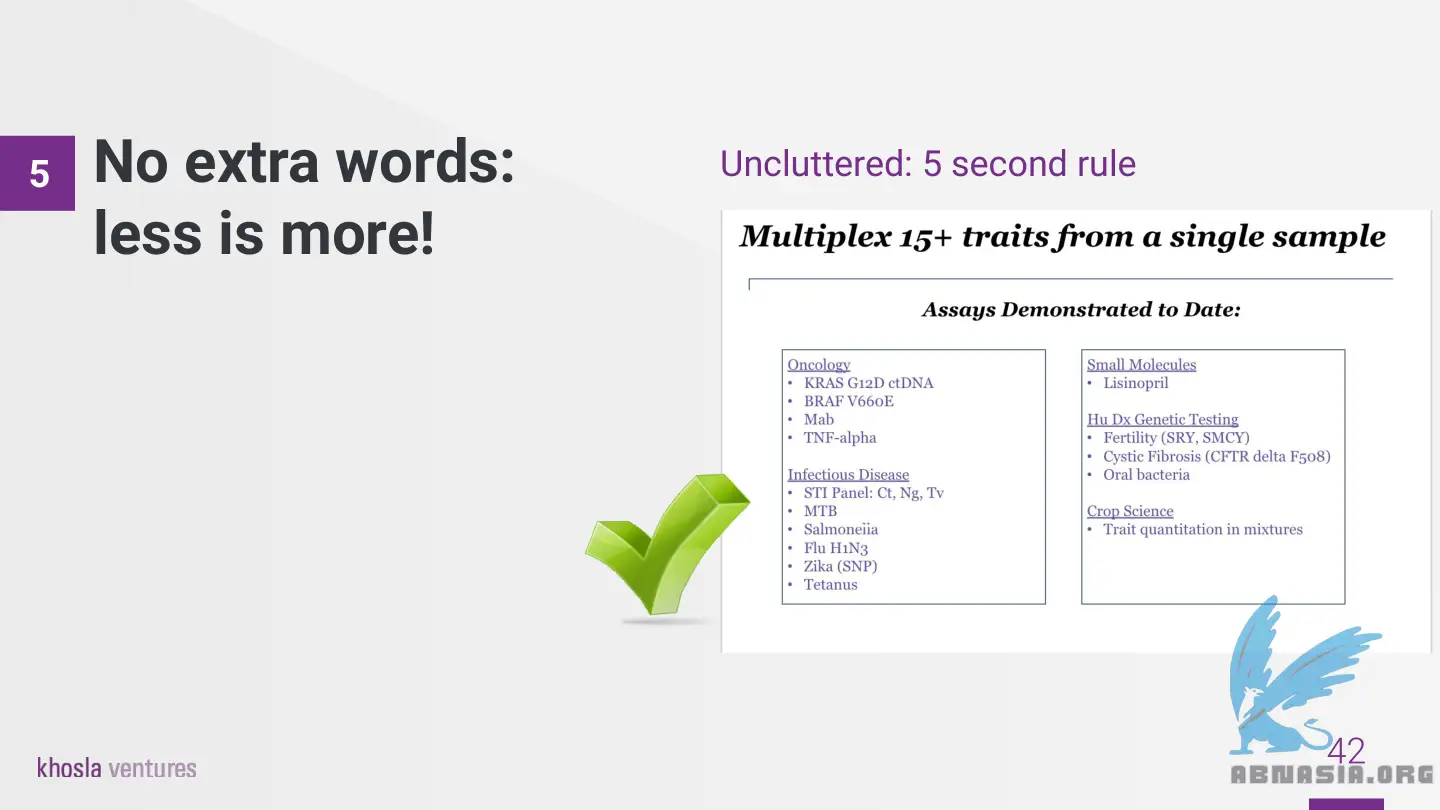 5
No extra words:
less is more!
Uncluttered: 5 second rule
Multiplex 15+ traits from a single sample
Assays Demonstrated to Date:
Oncology
• KRAS G12D ctDNA
• BRAF V660E
• Mab
• TNF-alpha
Infectious Disease
• STI Panel: Ct, Ng, Tv
• MTB
• Salmoneiia
• Flu H1N3
• Zika (SNP)
• Tetanus
Small Molecules
• Lisinopril
Hu Dx Genetic Testing
• Fertility (SRY, SMCY)
• Cystic Fibrosis (CFTR delta F508)
• Oral bacteria
Crop Science
• Trait quantitation in mixtures
khosla ventures
42
ABNASIA.ORG